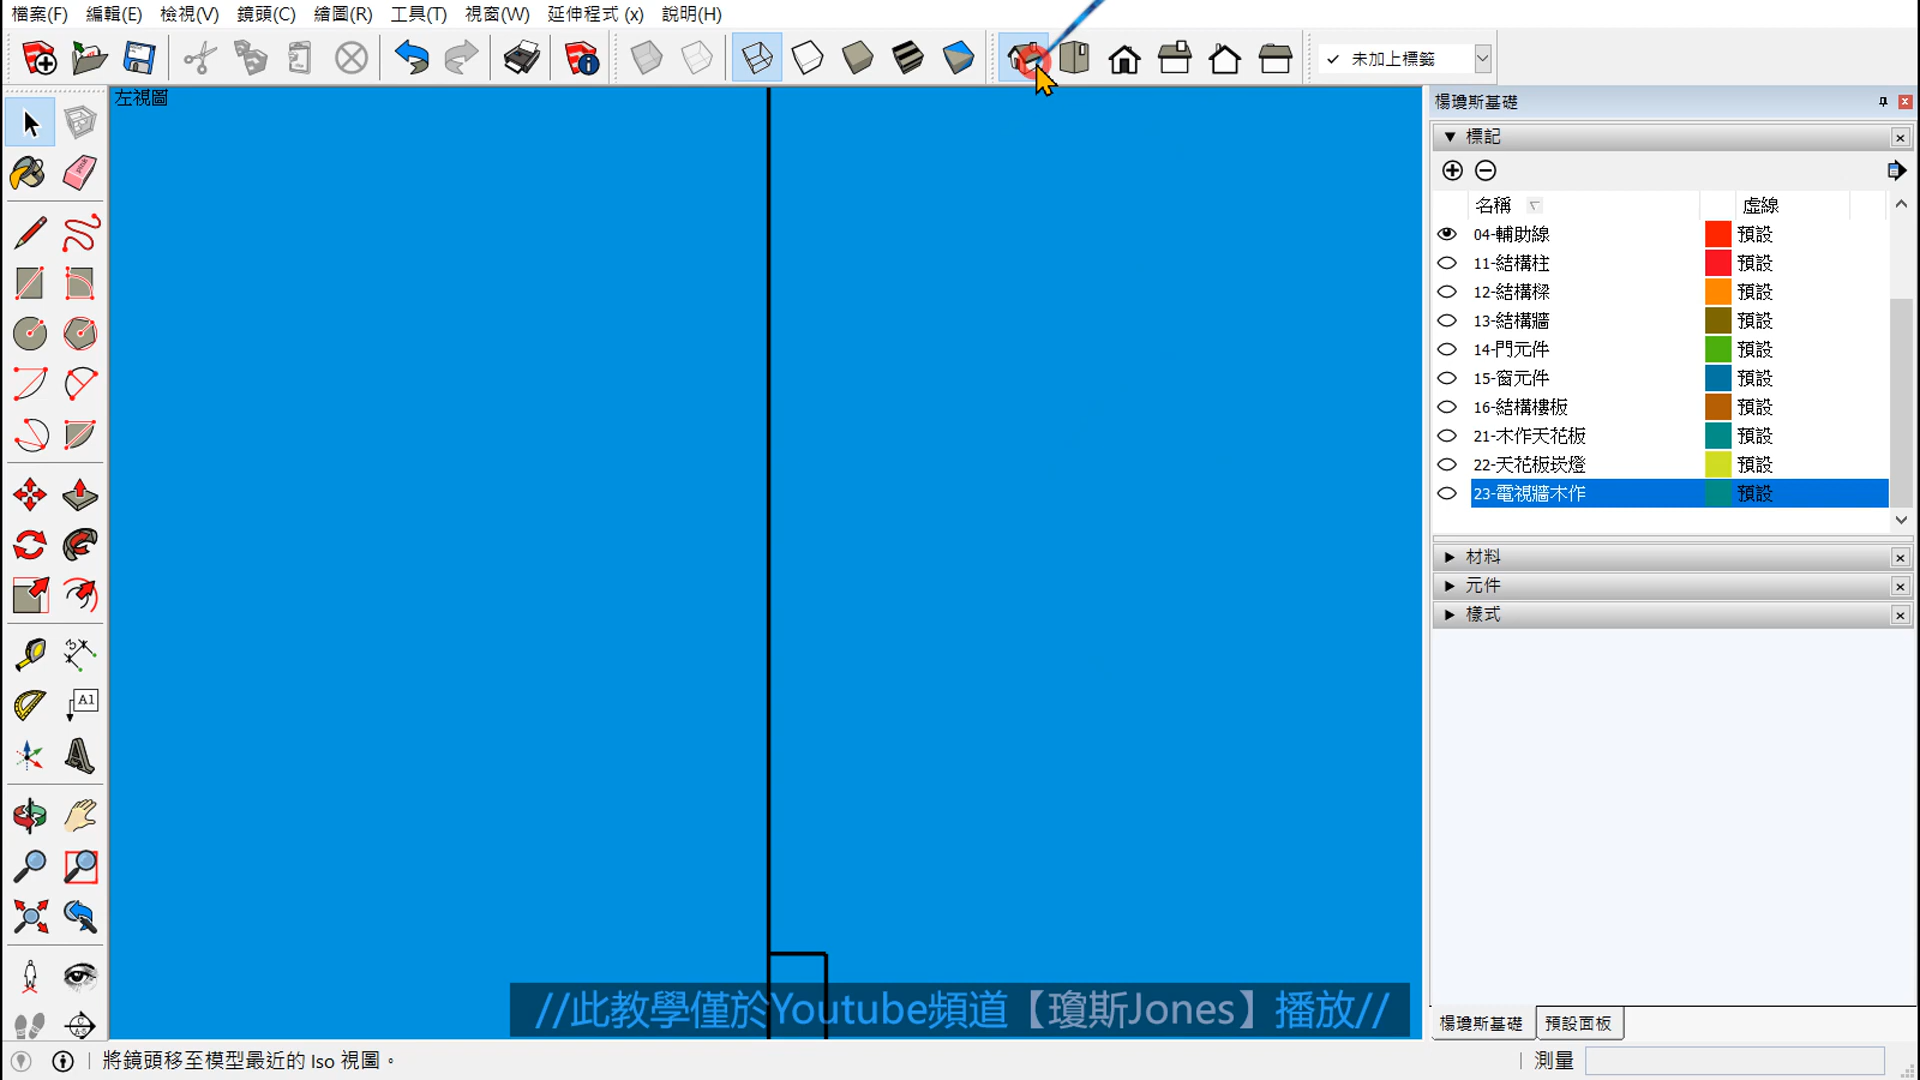 檔案(F) 編輯(E) 檢視(V) 鏡頭(C) 繪圖(R) 工具(T) 視窗(W) 延伸程式 (x) 說明(H)
未加上標籤
左視圖
楊瓊斯基礎
標記
名稱 虛線
04-輔助線 預設
11-結構柱 預設
12-結構樑 預設
13-結構牆 預設
14-門元件 預設
15-窗元件 預設
16-結構樓板 預設
21-木作天花板 預設
22-天花板崁燈 預設
23-電視牆木作 預設
材料
元件
樣式
A1
//此教學僅於Youtube頻道【瓊斯Jones】播放//
楊瓊斯基礎 預設面板
將鏡頭移至模型最近的 Iso 視圖。
測量